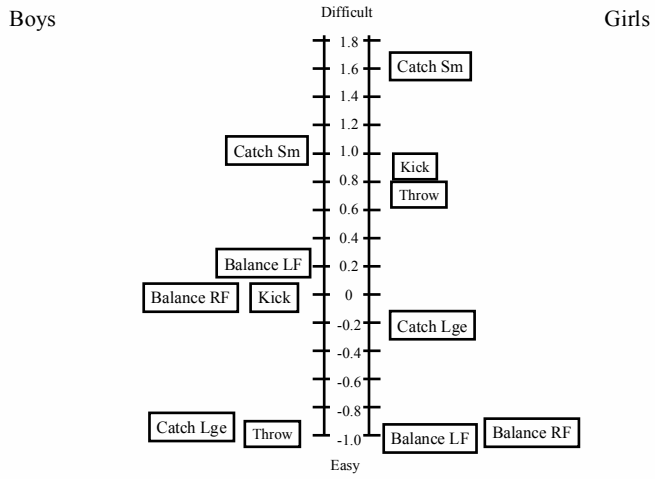 Boys
Difficult
Girls
1.8
1.6
Catch Sm
1.4
1.2
Catch Sm
1.0
Kick
0.8
Throw
0.6
0.4
Balance LF
0.2
Balance RF
Kick
0
-0.2
Catch Lge
-0.4
-0.6
-0.8
Catch Lge
Throw
-1.0
Balance LF
Balance RF
Easy